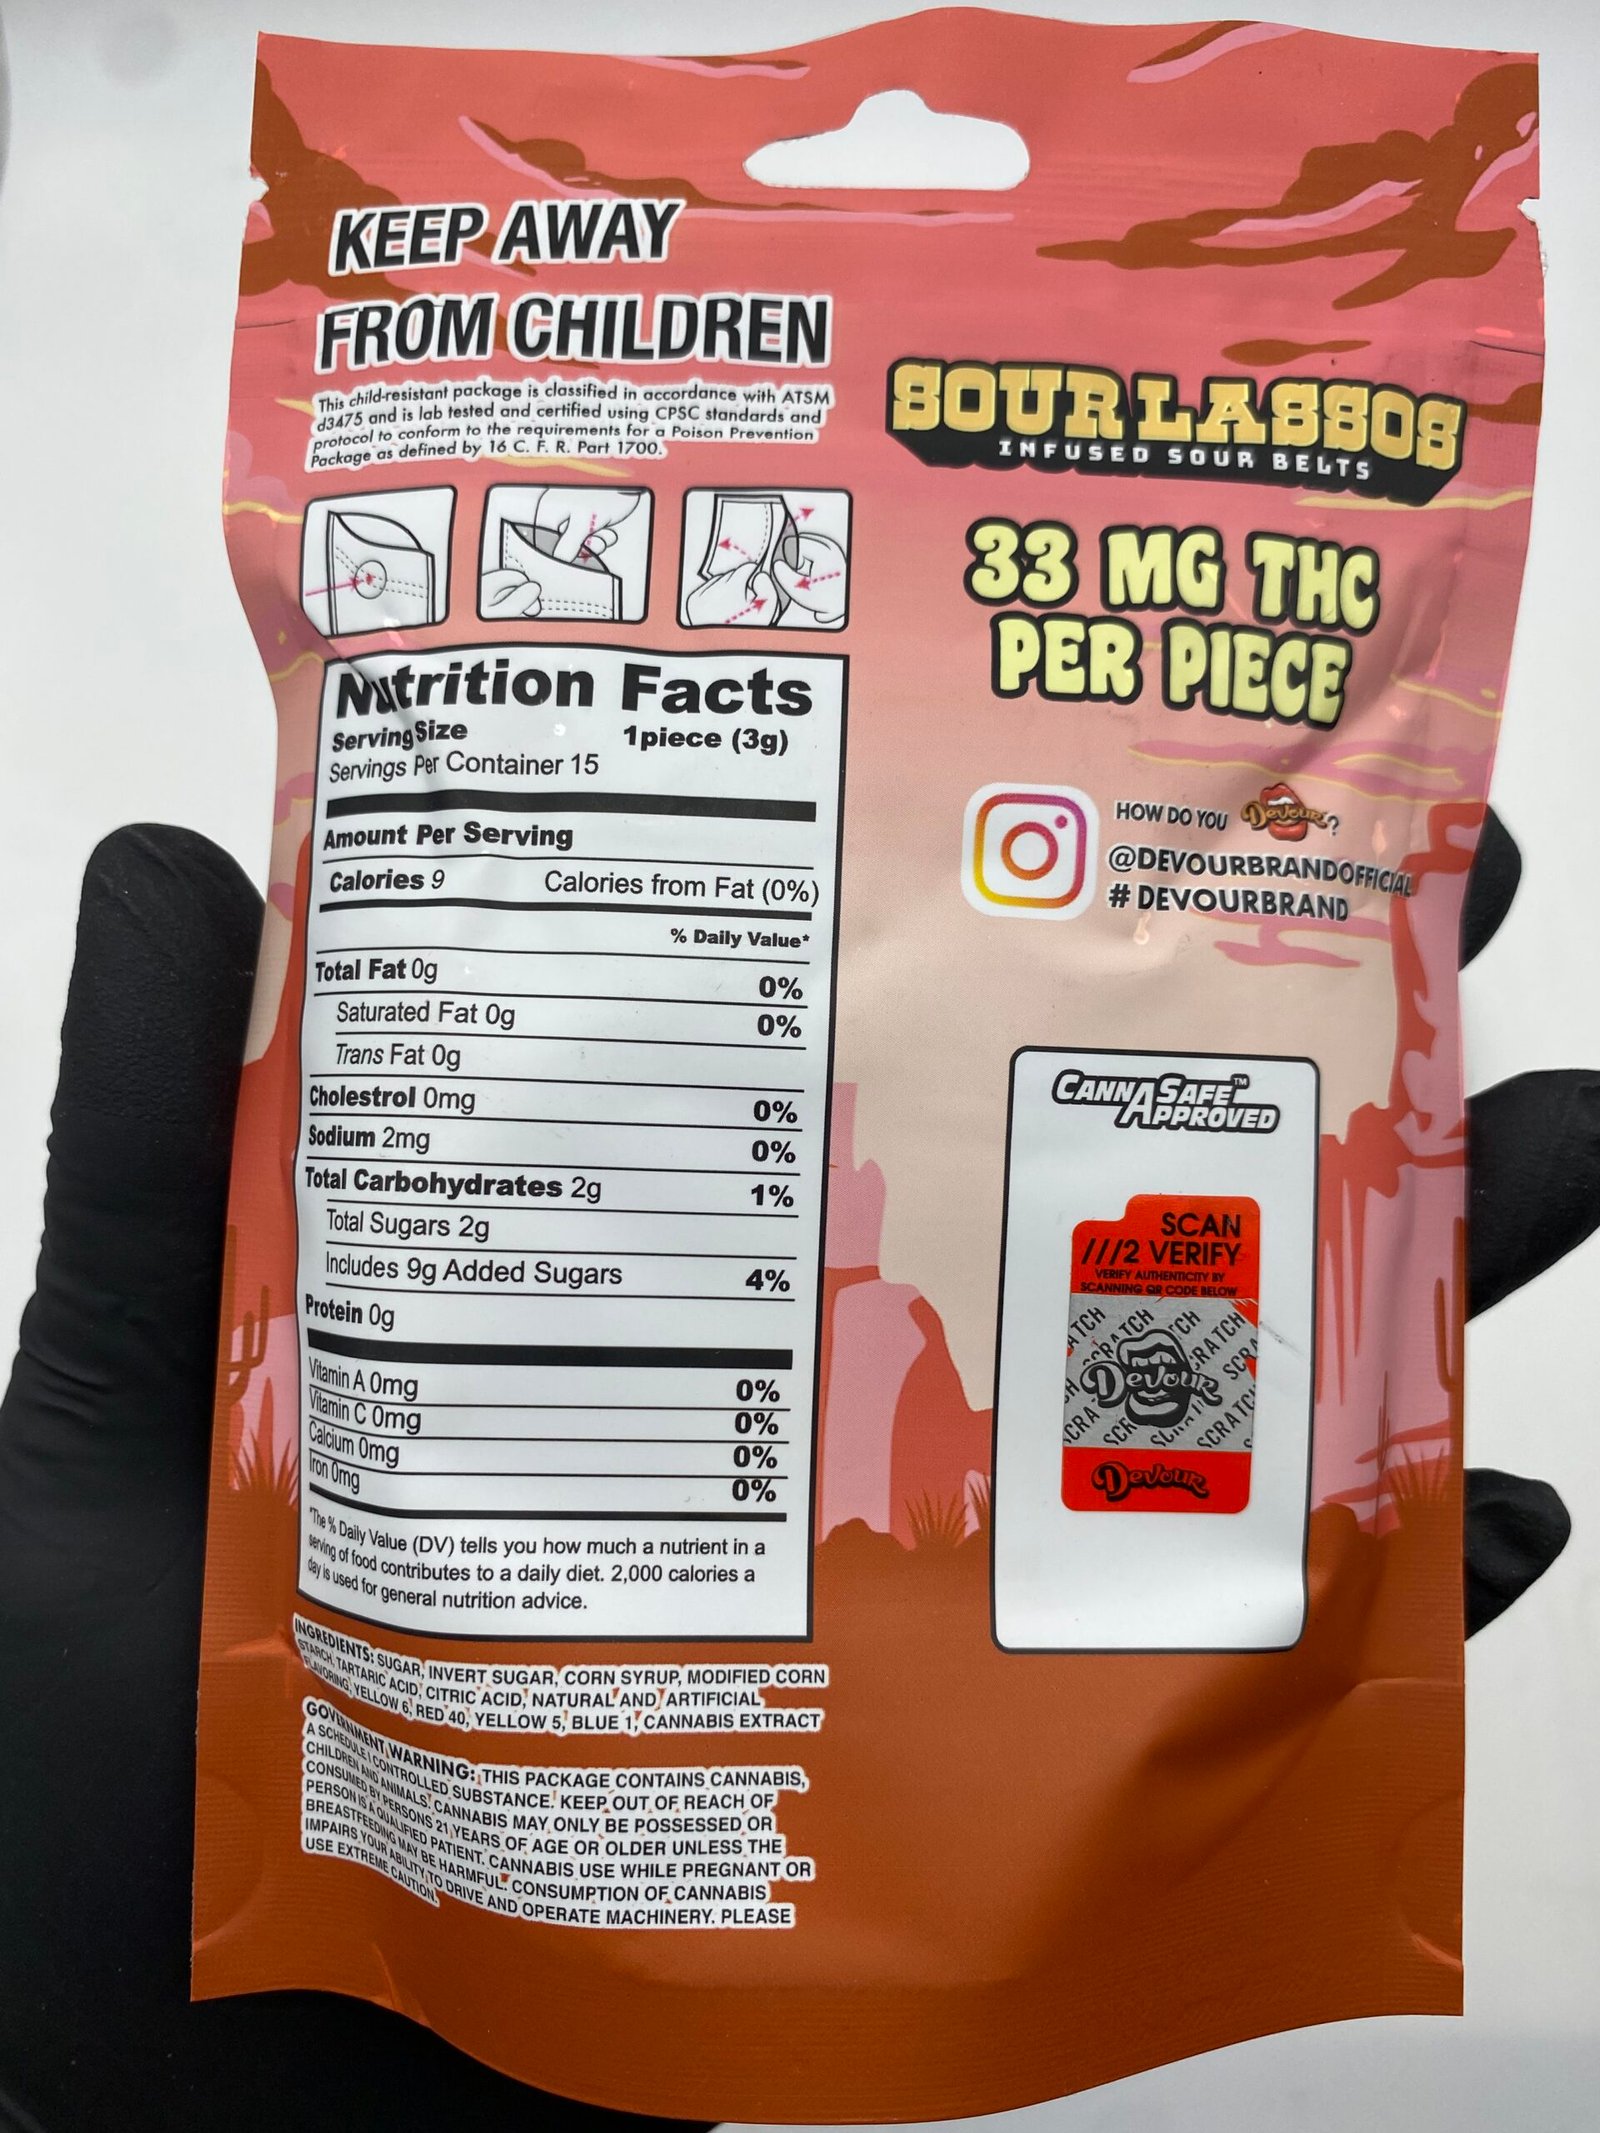 KEEP AWAY
FROM CHILDREN
This child-resistant package is classified in accordance with ATSM
d3475 and is lab tested and certified using CPSC standards and
protocol to conform to the requirements for a Poison Prevention
Package as defined by 16 C. F. R. Part 1700.
Nutrition Facts
Serving Size 1piece (3g)
Servings Per Container 15
Amount Per Serving
Calories 9 Calories from Fat (0%)
% Daily Value*
Total Fat 0g 0%
Saturated Fat 0g 0%
Trans Fat 0g
Cholestrol 0mg 0%
Sodium 2mg 0%
Total Carbohydrates 2g 1%
Total Sugars 2g
Includes 9g Added Sugars 4%
Protein 0g
Vitamin A 0mg 0%
Vitamin C 0mg 0%
Calcium 0mg 0%
Iron 0mg 0%
*The % Daily Value (DV) tells you how much a nutrient in a
serving of food contributes to a daily diet. 2,000 calories a
day is used for general nutrition advice.
INGREDIENTS: SUGAR, INVERT SUGAR, CORN SYRUP, MODIFIED CORN
STARCH, TARTARIC ACID, CITRIC ACID, NATURAL AND ARTIFICIAL
FLAVORING, YELLOW 6, RED 40, YELLOW 5, BLUE 1, CANNABIS EXTRACT
GOVERNMENT WARNING: THIS PACKAGE CONTAINS CANNABIS,
A SCHEDULE I CONTROLLED SUBSTANCE. KEEP OUT OF REACH OF
CHILDREN AND ANIMALS. CANNABIS MAY ONLY BE POSSESSED OR
CONSUMED BY PERSONS 21 YEARS OF AGE OR OLDER UNLESS THE
PERSON IS A QUALIFIED PATIENT. CANNABIS USE WHILE PREGNANT OR
BREASTFEEDING MAY BE HARMFUL. CONSUMPTION OF CANNABIS
IMPAIRS YOUR ABILITY TO DRIVE AND OPERATE MACHINERY. PLEASE
USE EXTREME CAUTION.
SOUR LASSOS
INFUSED SOUR BELTS
33 MG THC
PER PIECE
HOW DO YOU Devour?
@DEVOURBRANDOFFICIAL
# DEVOURBRAND
CANNASAFE™
APPROVED
SCAN
///2 VERIFY
VERIFY AUTHENTICITY BY
SCANNING QR CODE BELOW
SCRATCH
Devour
Devour